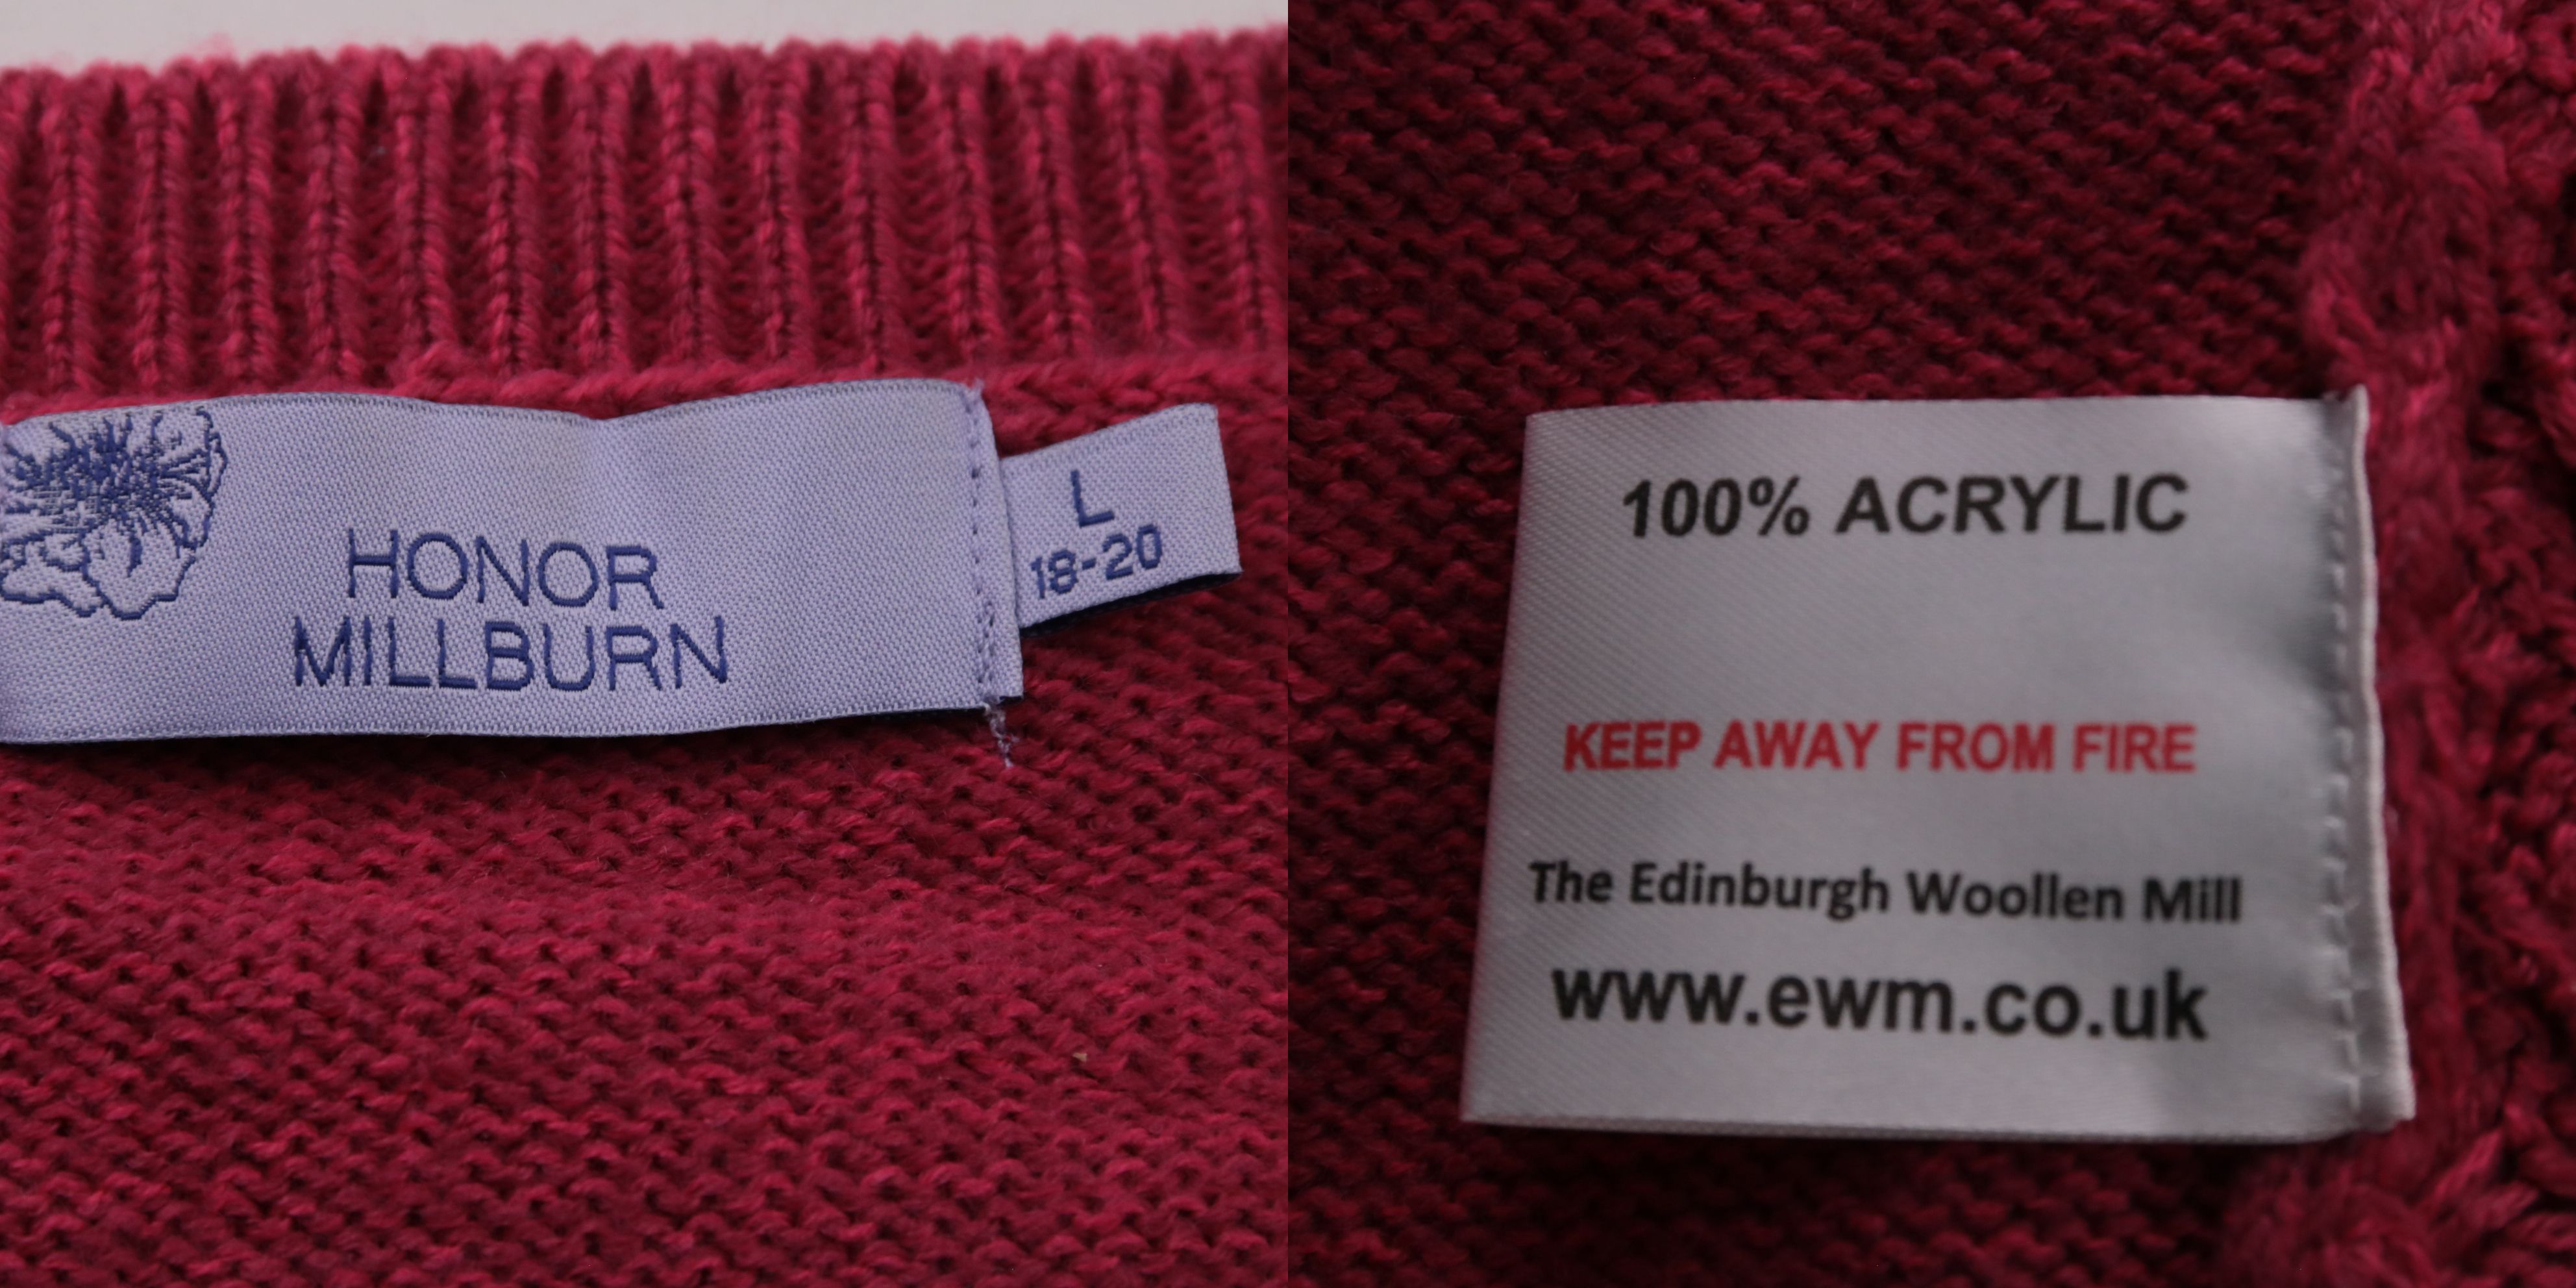 HONOR
MILLBURN
L
18-20
100% ACRYLIC
KEEP AWAY FROM FIRE
The Edinburgh Woollen Mill
www.ewm.co.uk